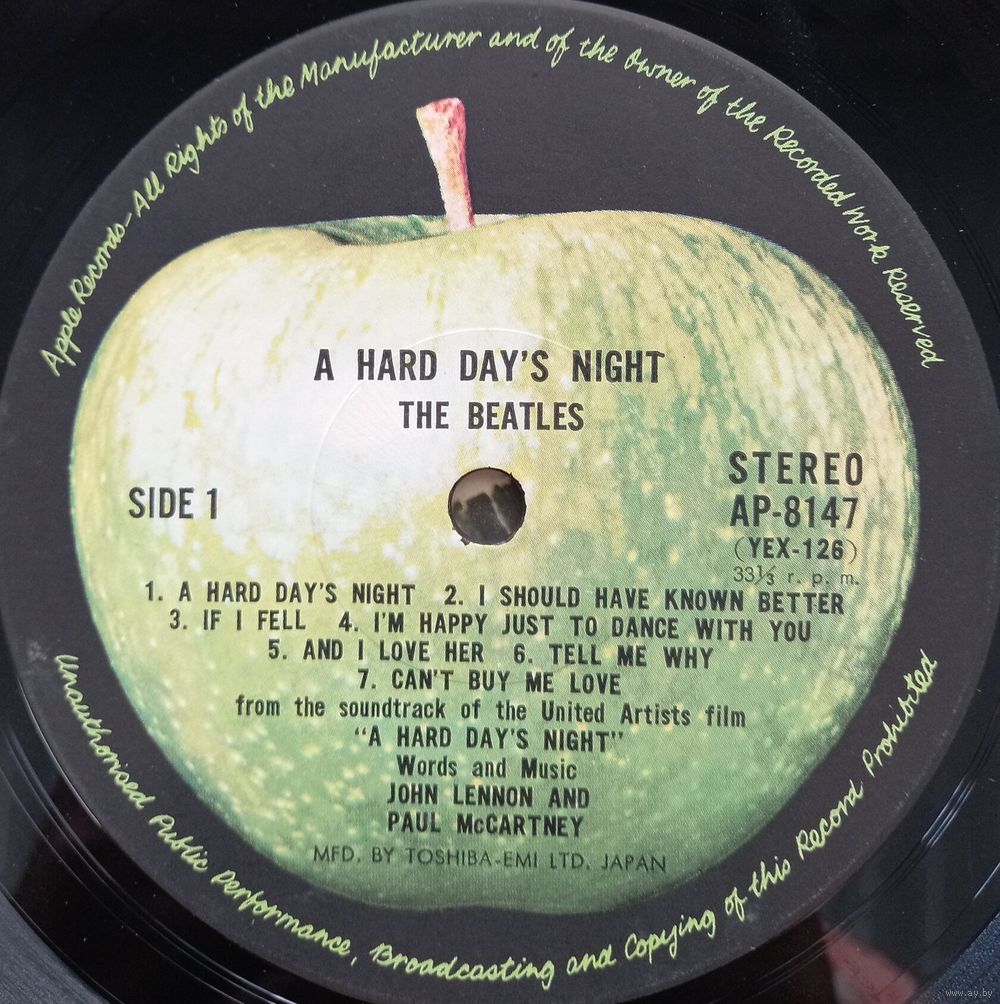 Apple Records-All Rights of the Manufacturer and of the Owner of the Recorded Work Reserved
A HARD DAY'S NIGHT
THE BEATLES
SIDE 1
STEREO
AP-8147
(YEX-126)
33⅓ r. p. m.
1. A HARD DAY'S NIGHT 2. I SHOULD HAVE KNOWN BETTER
3. IF I FELL 4. I'M HAPPY JUST TO DANCE WITH YOU
5. AND I LOVE HER 6. TELL ME WHY
7. CAN'T BUY ME LOVE
from the soundtrack of the United Artists film
"A HARD DAY'S NIGHT"
Words and Music
JOHN LENNON AND
PAUL McCARTNEY
MFD. BY TOSHIBA-EMI LTD. JAPAN
Unauthorised Public Performance, Broadcasting and Copying of this Record Prohibited
www.ay.by